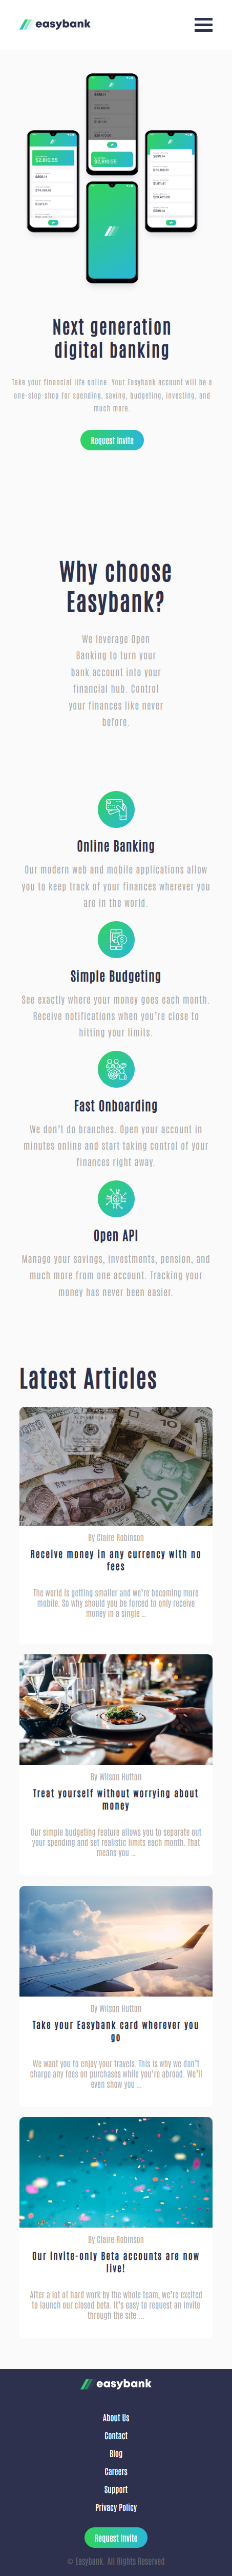 easybank
Next generation
digital banking
Take your financial life online. Your Easybank account will be a
one-stop-shop for spending, saving, budgeting, investing, and
much more.
Request Invite
Why choose
Easybank?
We leverage Open
Banking to turn your
bank account into your
financial hub. Control
your finances like never
before.
Online Banking
Our modern web and mobile applications allow
you to keep track of your finances wherever you
are in the world.
Simple Budgeting
See exactly where your money goes each month.
Receive notifications when you're close to
hitting your limits.
Fast Onboarding
We don't do branches. Open your account in
minutes online and start taking control of your
finances right away.
Open API
Manage your savings, investments, pension, and
much more from one account. Tracking your
money has never been easier.
Latest Articles
By Claire Robinson
Receive money in any currency with no
fees
The world is getting smaller and we're becoming more
mobile. So why should you be forced to only receive
money in a single …
By Wilson Hutton
Treat yourself without worrying about
money
Our simple budgeting feature allows you to separate out
your spending and set realistic limits each month. That
means you …
By Wilson Hutton
Take your Easybank card wherever you
go
We want you to enjoy your travels. This is why we don't
charge any fees on purchases while you're abroad. We'll
even show you …
By Claire Robinson
Our invite-only Beta accounts are now
live!
After a lot of hard work by the whole team, we're excited
to launch our closed beta. It's easy to request an invite
through the site ...
easybank
About Us
Contact
Blog
Careers
Support
Privacy Policy
Request Invite
© Easybank. All Rights Reserved